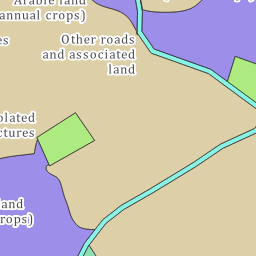 Arable land
annual crops)
es
Other roads
and associated
land
olated
ctures
and
rops)